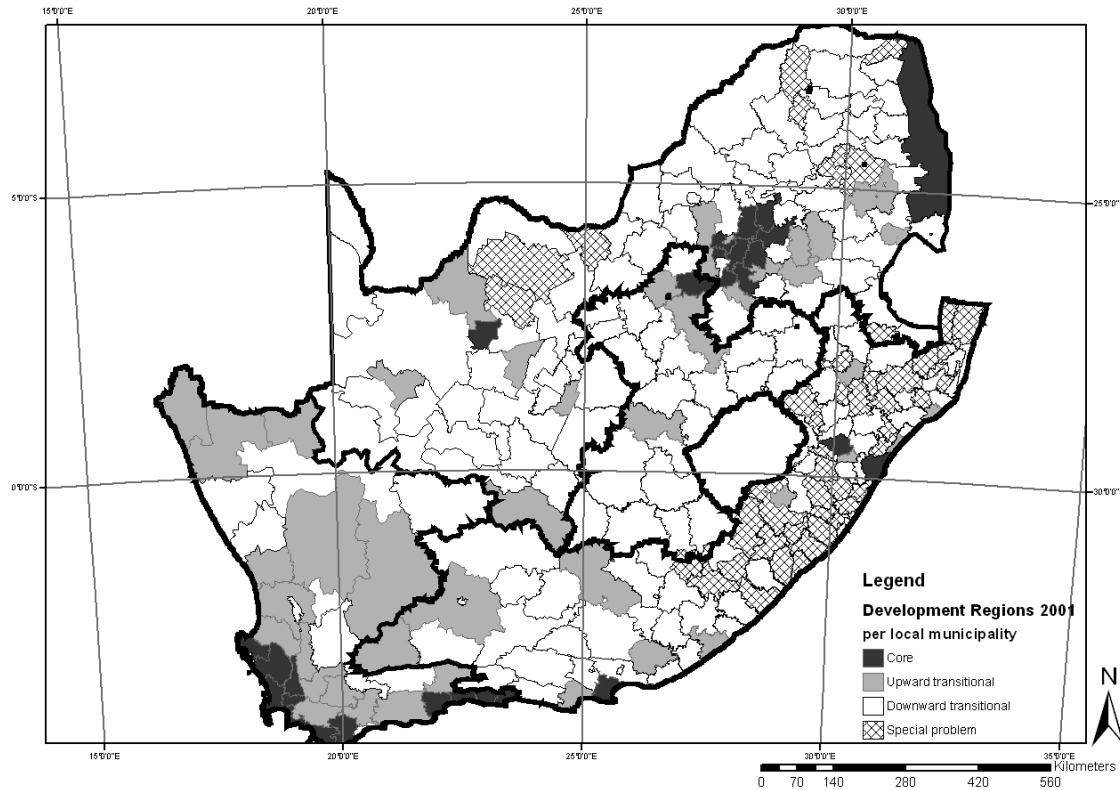 15°0'0"E 20°0'0"E 25°0'0"E 30°0'0"E
5°0'0"S 25°0'0"S
0°0'0"S 30°0'0"S
Legend
Development Regions 2001
per local municipality
Core
Upward transitional
Downward transitional
Special problem
N
15°0'0"E 20°0'0"E 25°0'0"E 30°0'0"E 35°0'0"E
Kilometers
0 70 140 280 420 560